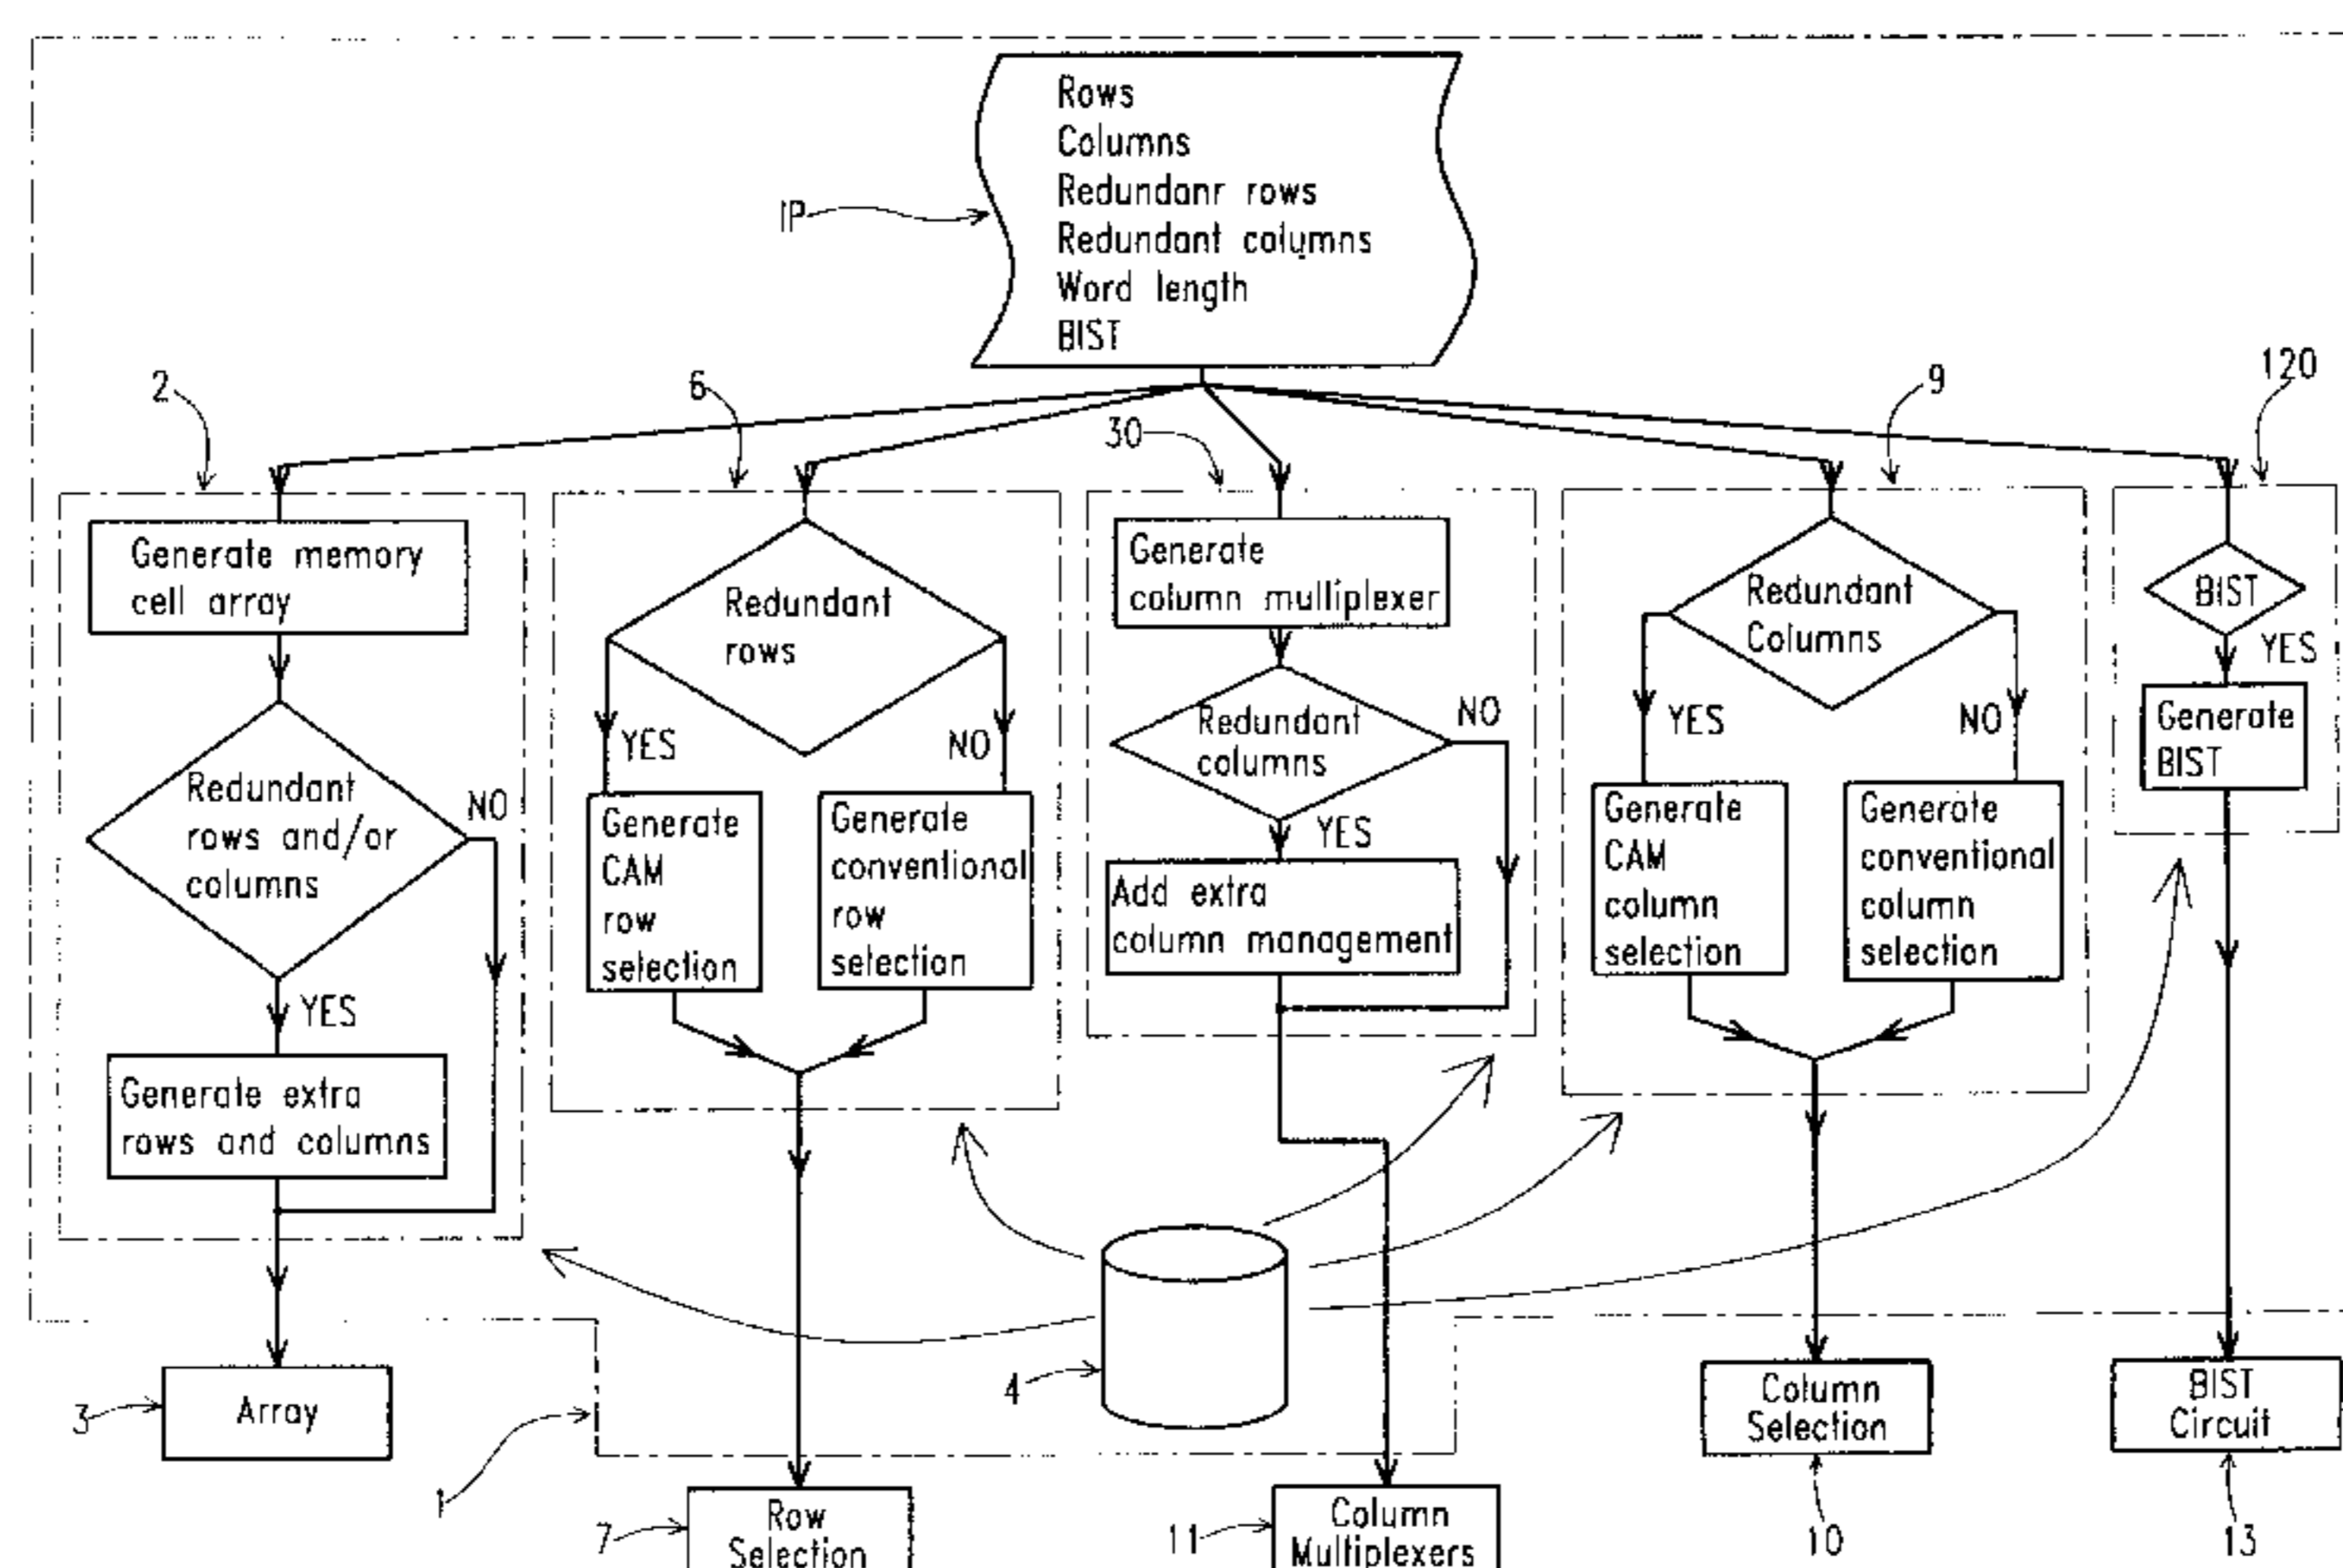 Rows
Columns
Redundanr rows
Redundant columns
Word length
BIST
IP
2
6
30
9
120
Generate memory
cell array
Redundant
rows and/or
columns
NO
YES
Generate extra
rows and columns
Redundant
rows
YES
NO
Generate
CAM
row
selection
Generate
conventional
row
selection
Generate
column multiplexer
Redundant
columns
NO
YES
Add extra
column management
Redundant
Columns
YES
NO
Generate
CAM
column
selection
Generate
conventional
column
selection
BIST
YES
Generate
BIST
4
3
Array
1
7
Row
Selection
11
Column
Multiplexers
Column
Selection
10
BIST
Circuit
13